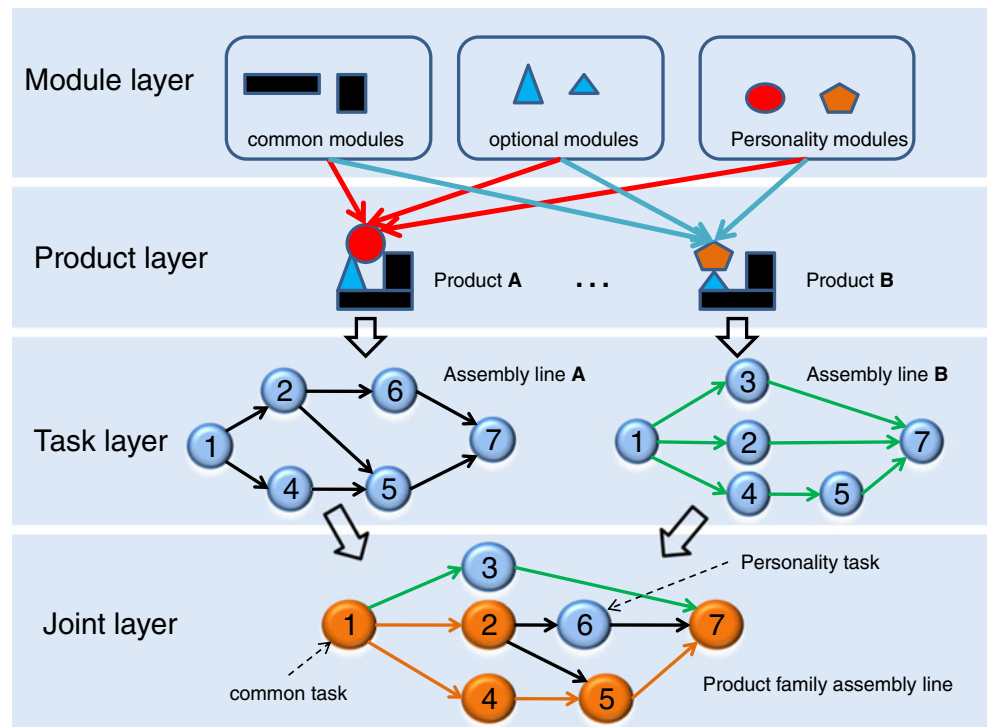 Module layer
common modules
optional modules
Personality modules
Product layer
Product A
...
Product B
Assembly line A
Assembly line B
Task layer
1
2
6
4
5
7
1
3
2
4
5
7
Joint layer
3
Personality task
1
2
6
7
common task
4
5
Product family assembly line